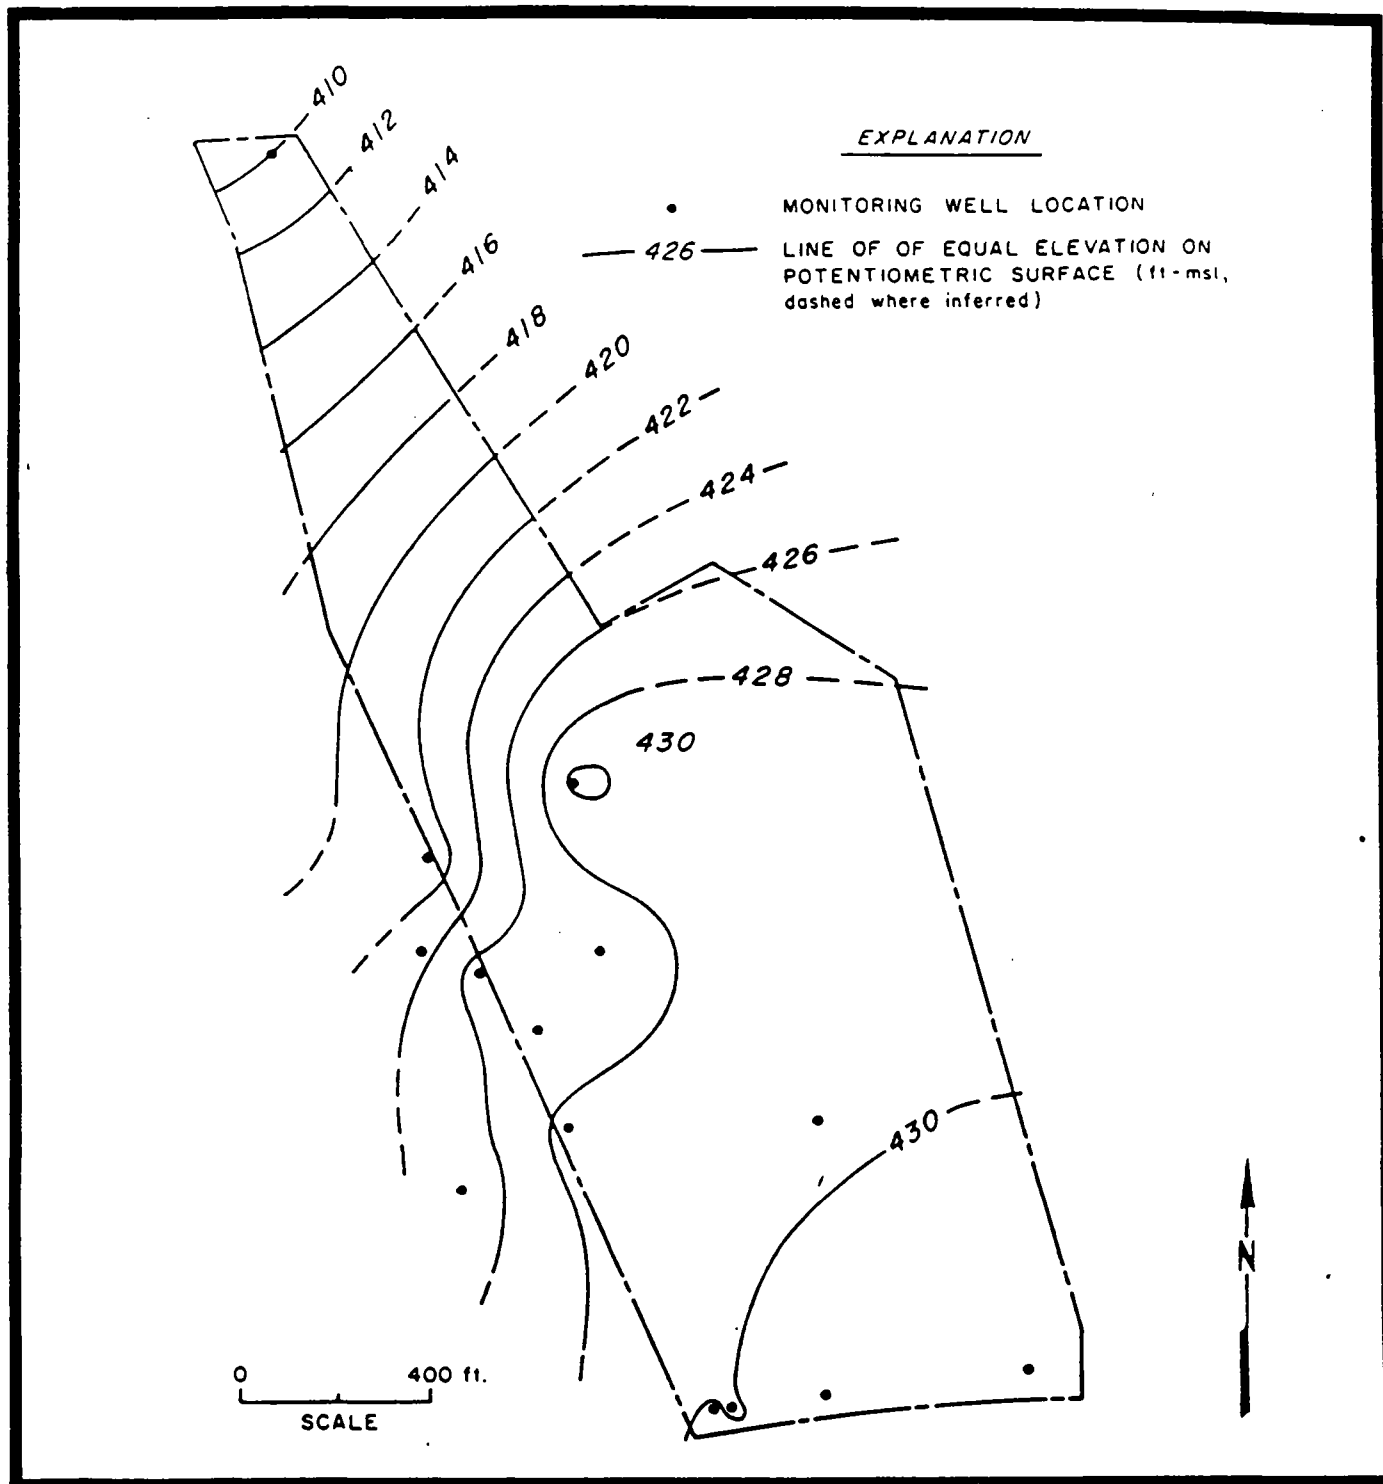 410
412
414
416
418
420
422
424
426
428
430
430
EXPLANATION
MONITORING WELL LOCATION
426 LINE OF OF EQUAL ELEVATION ON
POTENTIOMETRIC SURFACE (ft-msl,
dashed where inferred)
N
0 400 ft.
SCALE